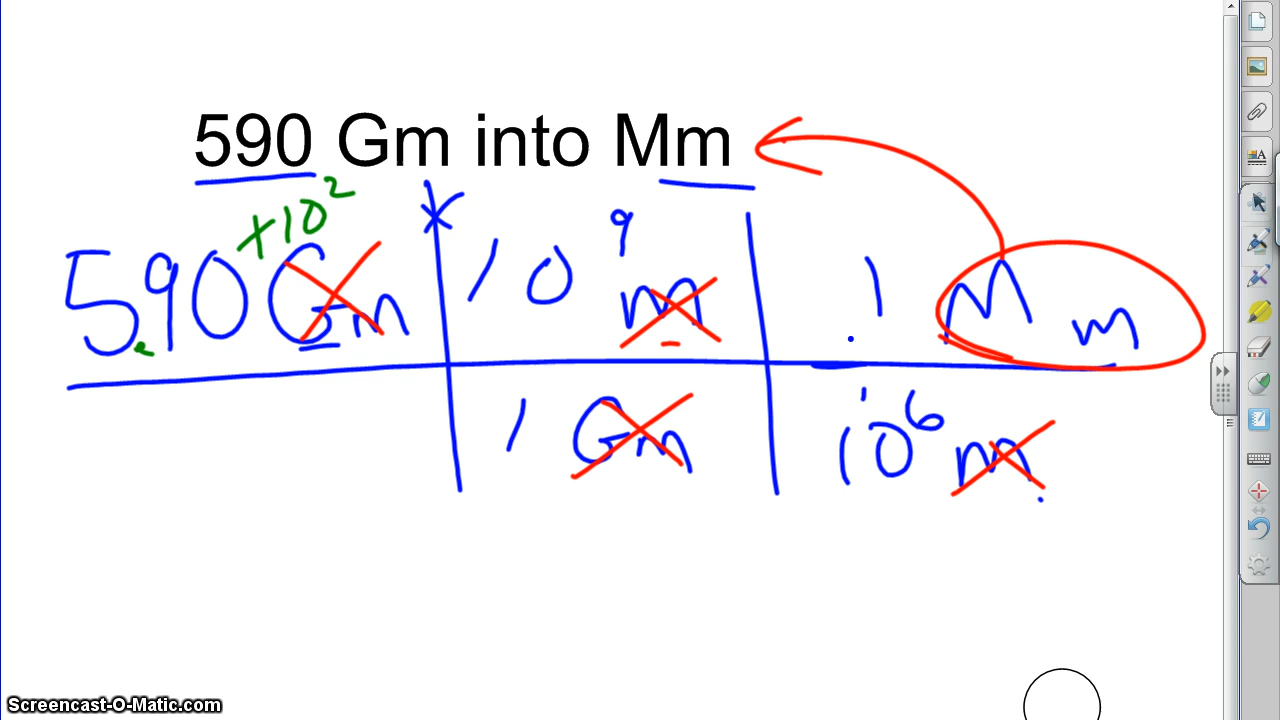 590 Gm into Mm
5.90 x10² Gm * 10⁹ m 1 Mm
1 Gm 10⁶ m
Screencast-O-Matic.com